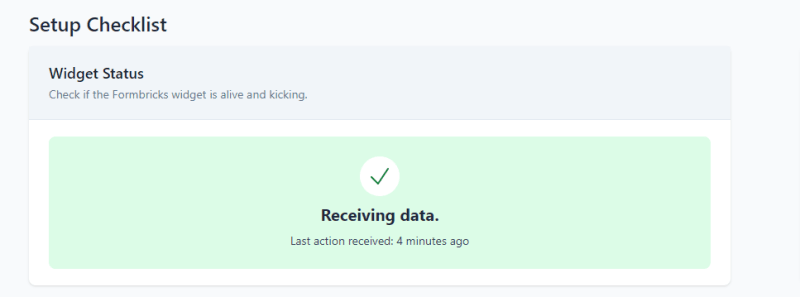 Setup Checklist
Widget Status
Check if the Formbricks widget is alive and kicking.
Receiving data.
Last action received: 4 minutes ago